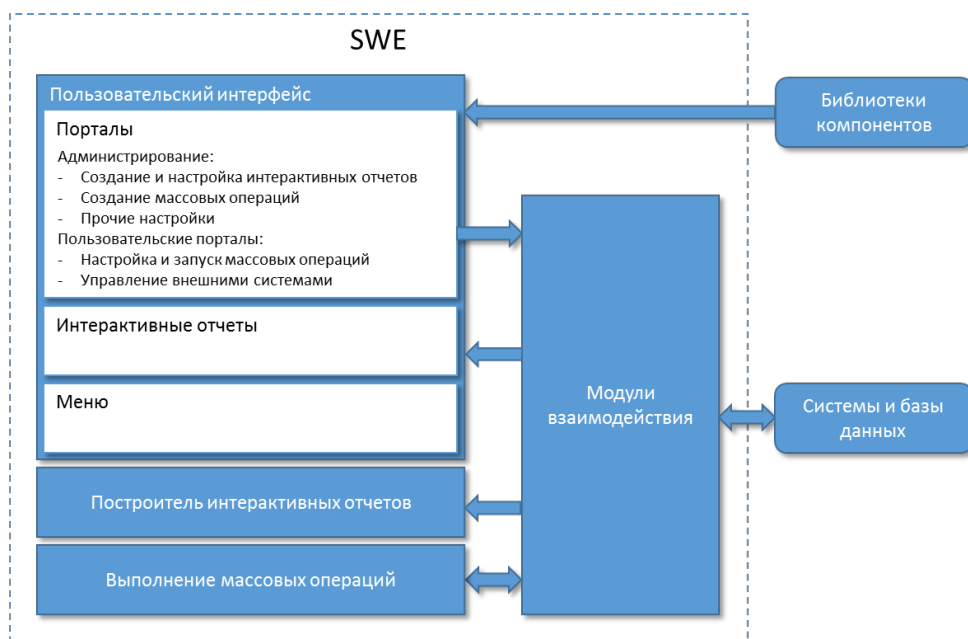 SWE
Пользовательский интерфейс
Порталы
Администрирование:
- Создание и настройка интерактивных отчетов
- Создание массовых операций
- Прочие настройки
Пользовательские порталы:
- Настройка и запуск массовых операций
- Управление внешними системами
Интерактивные отчеты
Меню
Построитель интерактивных отчетов
Выполнение массовых операций
Модули
взаимодействия
Библиотеки
компонентов
Системы и базы
данных